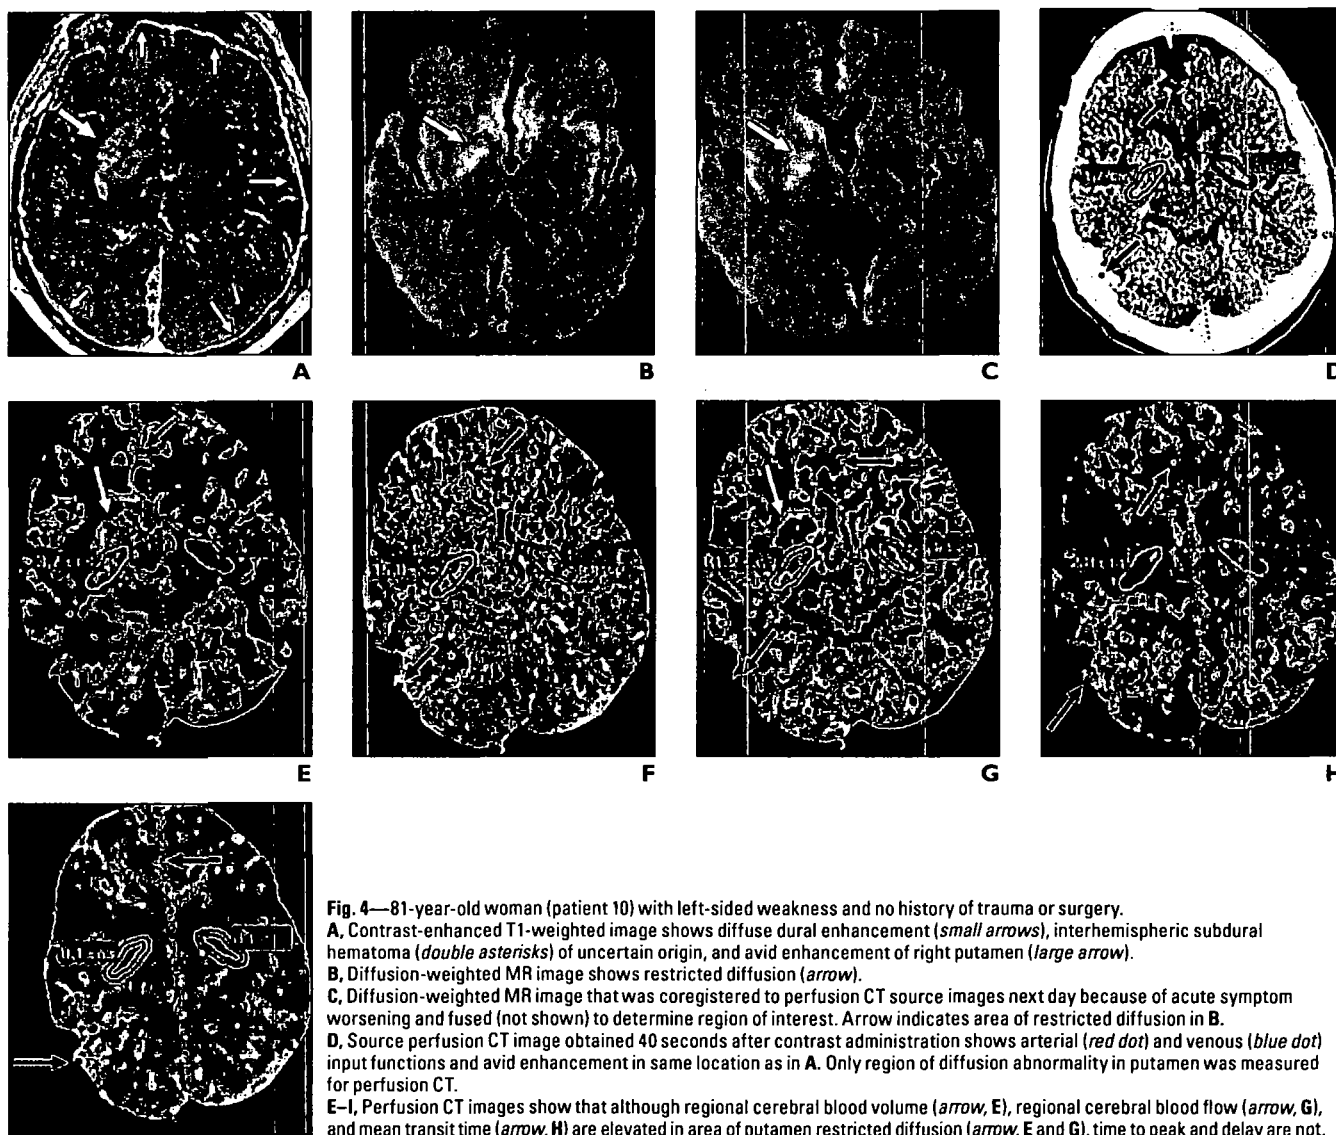 A
B
C
D
E
F
G
H
Fig. 4—81-year-old woman (patient 10) with left-sided weakness and no history of trauma or surgery.
A, Contrast-enhanced T1-weighted image shows diffuse dural enhancement (small arrows), interhemispheric subdural
hematoma (double asterisks) of uncertain origin, and avid enhancement of right putamen (large arrow).
B, Diffusion-weighted MR image shows restricted diffusion (arrow).
C, Diffusion-weighted MR image that was coregistered to perfusion CT source images next day because of acute symptom
worsening and fused (not shown) to determine region of interest. Arrow indicates area of restricted diffusion in B.
D, Source perfusion CT image obtained 40 seconds after contrast administration shows arterial (red dot) and venous (blue dot)
input functions and avid enhancement in same location as in A. Only region of diffusion abnormality in putamen was measured
for perfusion CT.
E–I, Perfusion CT images show that although regional cerebral blood volume (arrow, E), regional cerebral blood flow (arrow, G),
and mean transit time (arrow, H) are elevated in area of putamen restricted diffusion (arrow, E and G), time to peak and delay are not.